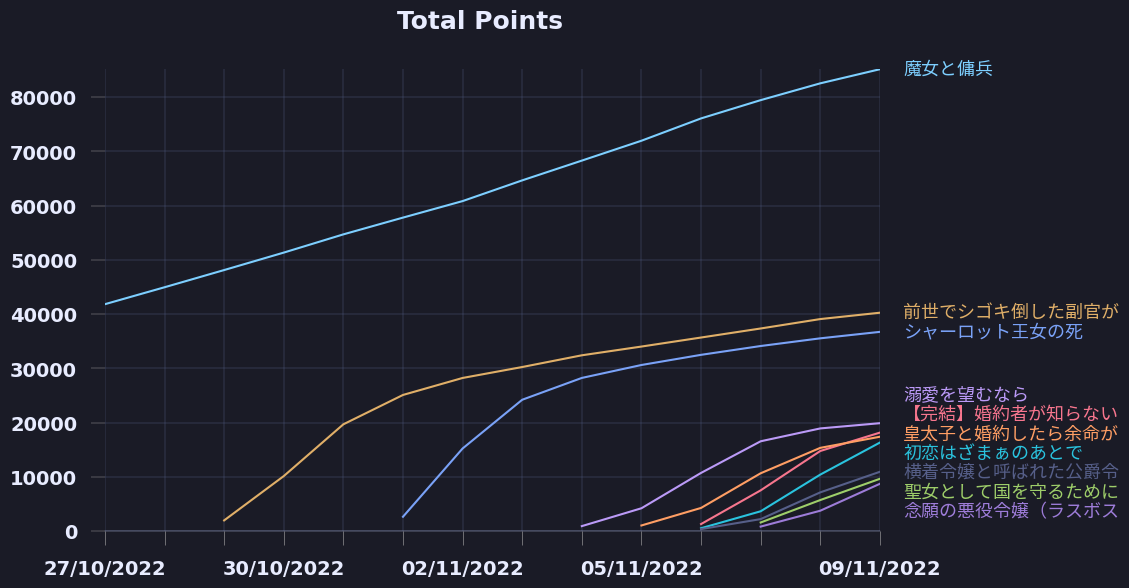 Total Points
80000
70000
60000
50000
40000
30000
20000
10000
0
27/10/2022
30/10/2022
02/11/2022
05/11/2022
09/11/2022
魔女と傭兵
前世でシゴキ倒した副官が
シャーロット王女の死
溺愛を望むなら
【完結】婚約者が知らない
皇太子と婚約したら余命が
初恋はざまぁのあとで
横着令嬢と呼ばれた公爵令
聖女として国を守るために
念願の悪役令嬢（ラスボス